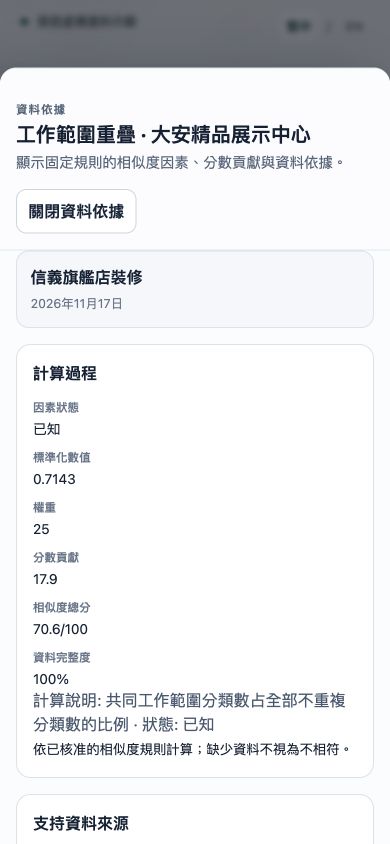 資料依據
工作範圍重疊 · 大安精品展示中心
顯示固定規則的相似度因素、分數貢獻與資料依據。
關閉資料依據
信義旗艦店裝修
2026年11月17日
計算過程
因素狀態
已知
標準化數值
0.7143
權重
25
分數貢獻
17.9
相似度總分
70.6/100
資料完整度
100%
計算說明: 共同工作範圍分類數占全部不重複
分類數的比例 · 狀態: 已知
依已核准的相似度規則計算；缺少資料不視為不相符。
支持資料來源